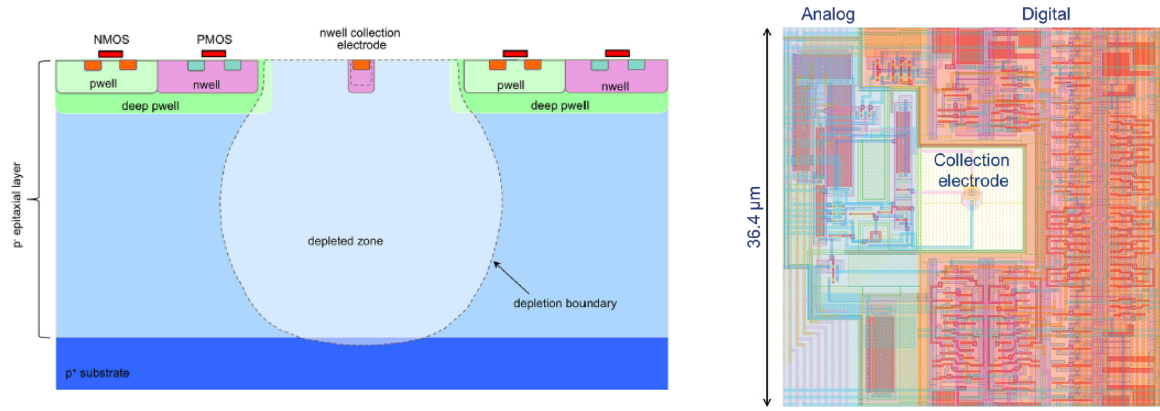 NMOS
PMOS
nwell collection
electrode
pwell
nwell
deep pwell
pwell
nwell
deep pwell
p⁻ epitaxial layer
depleted zone
depletion boundary
p⁺ substrate
Analog
Digital
Collection
electrode
36.4 µm